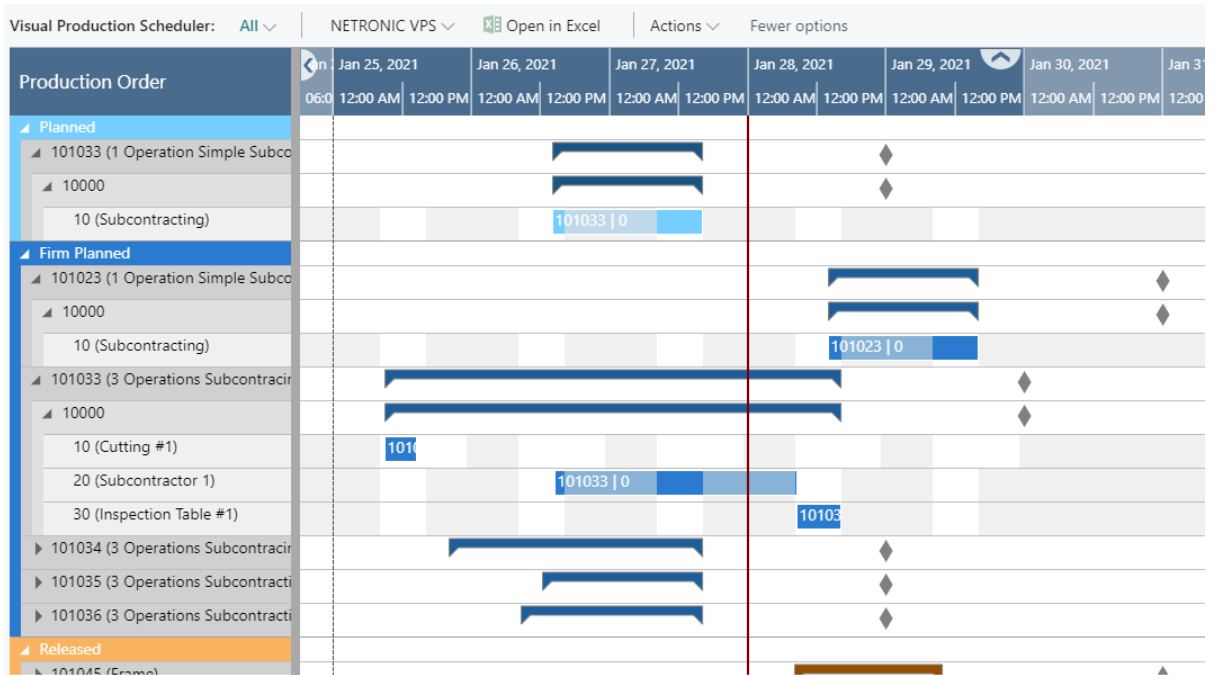 Visual Production Scheduler: All NETRONIC VPS Open in Excel Actions Fewer options
Production Order
Jan 25, 2021 Jan 26, 2021 Jan 27, 2021 Jan 28, 2021 Jan 29, 2021 Jan 30, 2021
12:00 AM 12:00 PM 12:00 AM 12:00 PM 12:00 AM 12:00 PM 12:00 AM 12:00 PM 12:00 AM 12:00 PM 12:00 AM 12:00 PM 12:00
Planned
101033 (1 Operation Simple Subco
10000
10 (Subcontracting) 101033 | 0
Firm Planned
101023 (1 Operation Simple Subco
10000
10 (Subcontracting) 101023 | 0
101033 (3 Operations Subcontracin
10000
10 (Cutting #1)
20 (Subcontractor 1) 101033 | 0
30 (Inspection Table #1) 10103
101034 (3 Operations Subcontracin
101035 (3 Operations Subcontracti
101036 (3 Operations Subcontracti
Released
101045 (Frame)